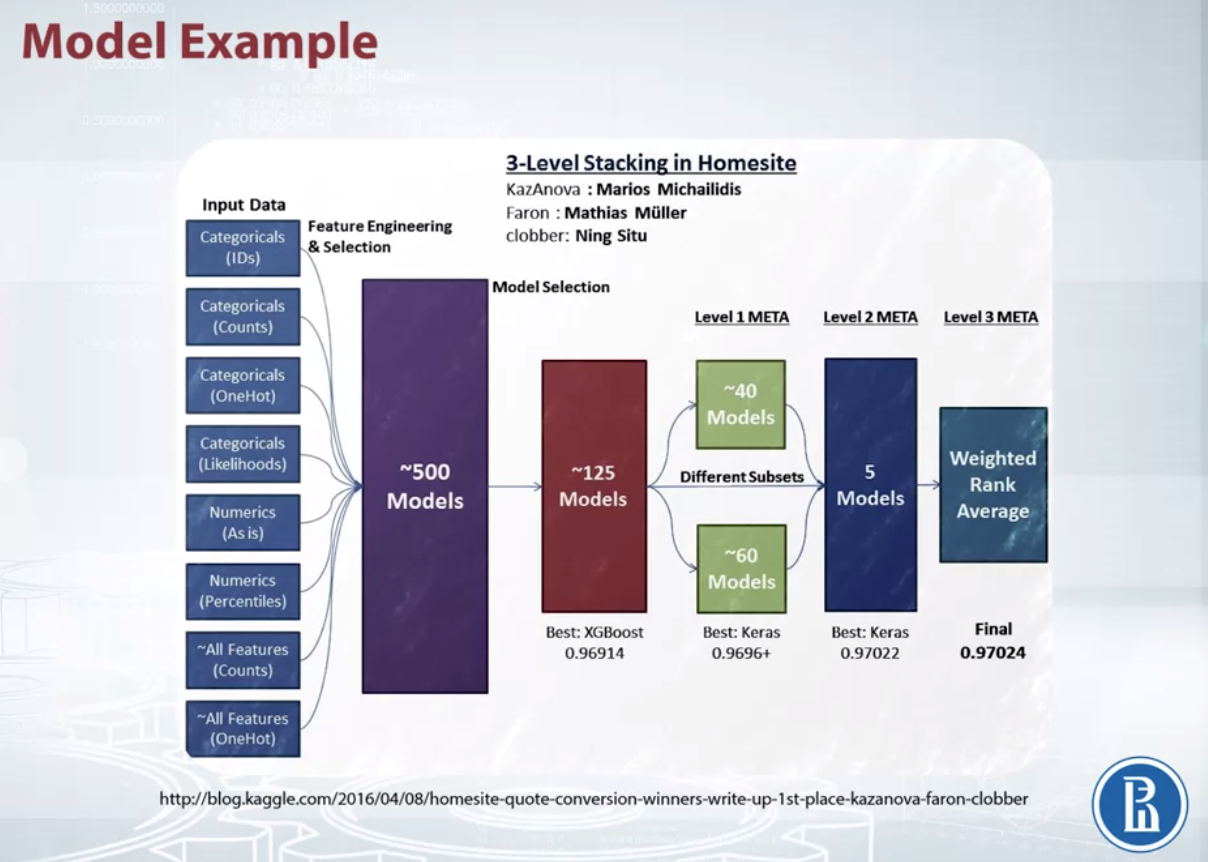 Model Example
3-Level Stacking in Homesite
KazAnova : Marios Michailidis
Faron : Mathias Müller
clobber: Ning Situ
Input Data
Feature Engineering
& Selection
Categoricals
(IDs)
Categoricals
(Counts)
Categoricals
(OneHot)
Categoricals
(Likelihoods)
Numerics
(As is)
Numerics
(Percentiles)
~All Features
(Counts)
~All Features
(OneHot)
~500
Models
Model Selection
~125
Models
Best: XGBoost
0.96914
Level 1 META
~40
Models
Different Subsets
~60
Models
Best: Keras
0.9696+
Level 2 META
5
Models
Best: Keras
0.97022
Level 3 META
Weighted
Rank
Average
Final
0.97024
http://blog.kaggle.com/2016/04/08/homesite-quote-conversion-winners-write-up-1st-place-kazanova-faron-clobber